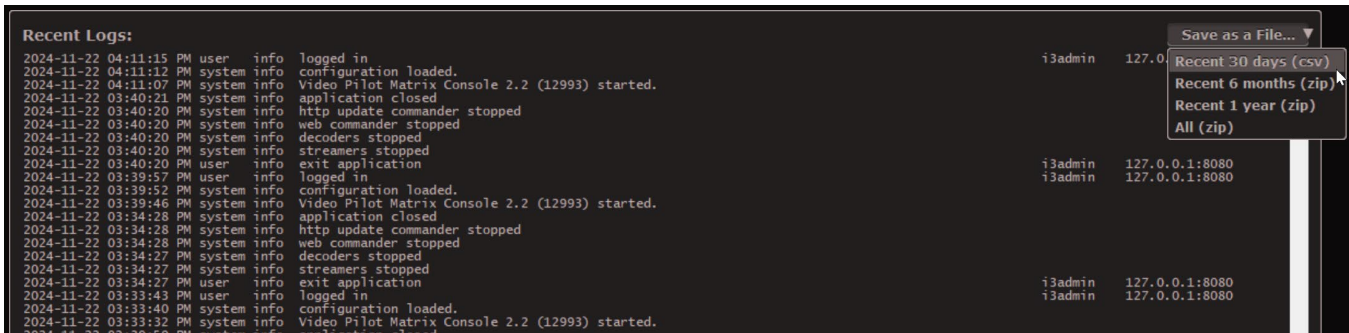 Recent Logs:
Save as a File... ▼
Recent 30 days (csv)
Recent 6 months (zip)
Recent 1 year (zip)
All (zip)
2024-11-22 04:11:15 PM user info logged in i3admin 127.0.
2024-11-22 04:11:12 PM system info configuration loaded.
2024-11-22 04:11:07 PM system info Video Pilot Matrix Console 2.2 (12993) started.
2024-11-22 03:40:21 PM system info application closed
2024-11-22 03:40:20 PM system info http update commander stopped
2024-11-22 03:40:20 PM system info web commander stopped
2024-11-22 03:40:20 PM system info decoders stopped
2024-11-22 03:40:20 PM system info streamers stopped
2024-11-22 03:40:20 PM user info exit application i3admin 127.0.0.1:8080
2024-11-22 03:39:57 PM user info logged in i3admin 127.0.0.1:8080
2024-11-22 03:39:52 PM system info configuration loaded.
2024-11-22 03:39:46 PM system info Video Pilot Matrix Console 2.2 (12993) started.
2024-11-22 03:34:28 PM system info application closed
2024-11-22 03:34:28 PM system info http update commander stopped
2024-11-22 03:34:28 PM system info web commander stopped
2024-11-22 03:34:27 PM system info decoders stopped
2024-11-22 03:34:27 PM system info streamers stopped
2024-11-22 03:34:27 PM user info exit application i3admin 127.0.0.1:8080
2024-11-22 03:33:43 PM user info logged in i3admin 127.0.0.1:8080
2024-11-22 03:33:40 PM system info configuration loaded.
2024-11-22 03:33:32 PM system info Video Pilot Matrix Console 2.2 (12993) started.